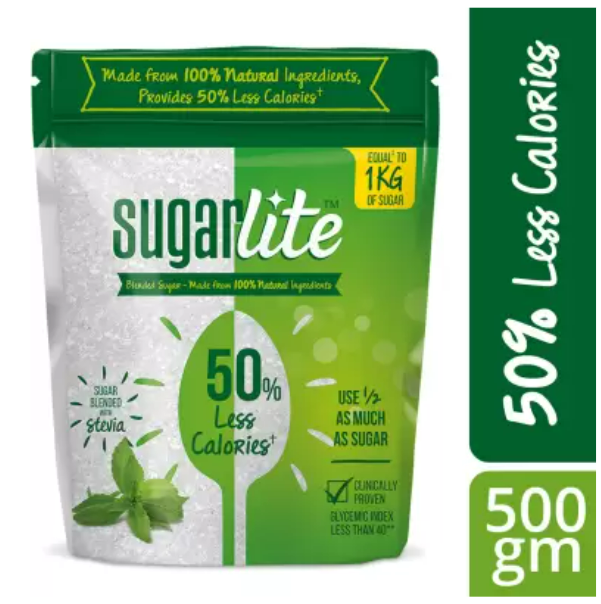 Made from 100% Natural Ingredients,
Provides 50% Less Calories†
EQUAL† TO
1KG
OF SUGAR
sugarlite™
Blended Sugar - Made from 100% Natural Ingredients
50%
Less
Calories†
SUGAR
BLENDED
WITH
stevia
USE 1/2
AS MUCH
AS SUGAR
CLINICALLY
PROVEN
GLYCEMIC INDEX
LESS THAN 40**
50% Less Calories
500
gm